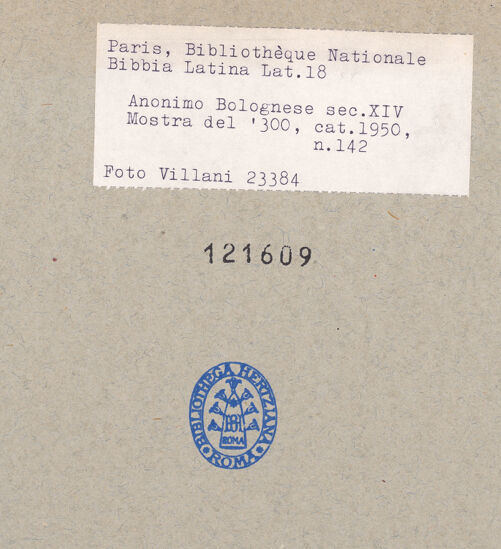 Paris, Bibliothèque Nationale
Bibbia Latina Lat.18
Anonimo Bolognese sec.XIV
Mostra del '300, cat.1950,
n.142
Foto Villani 23384
121609
BIBLIOTHECA HERTZIANA
BH
ROMA
ROMA